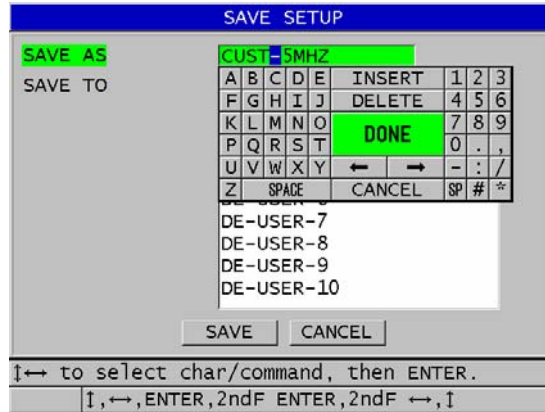 SAVE SETUP
SAVE AS
CUST-5MHZ
SAVE TO
A B C D E INSERT 1 2 3
F G H I J DELETE 4 5 6
K L M N O DONE 7 8 9
P Q R S T 0 . ,
U V W X Y ← → - : /
Z SPACE CANCEL SP # *
DE-USER-7
DE-USER-8
DE-USER-9
DE-USER-10
SAVE CANCEL
↕↔ to select char/command, then ENTER.
↕,↔,ENTER,2ndF ENTER,2ndF ↔,↕